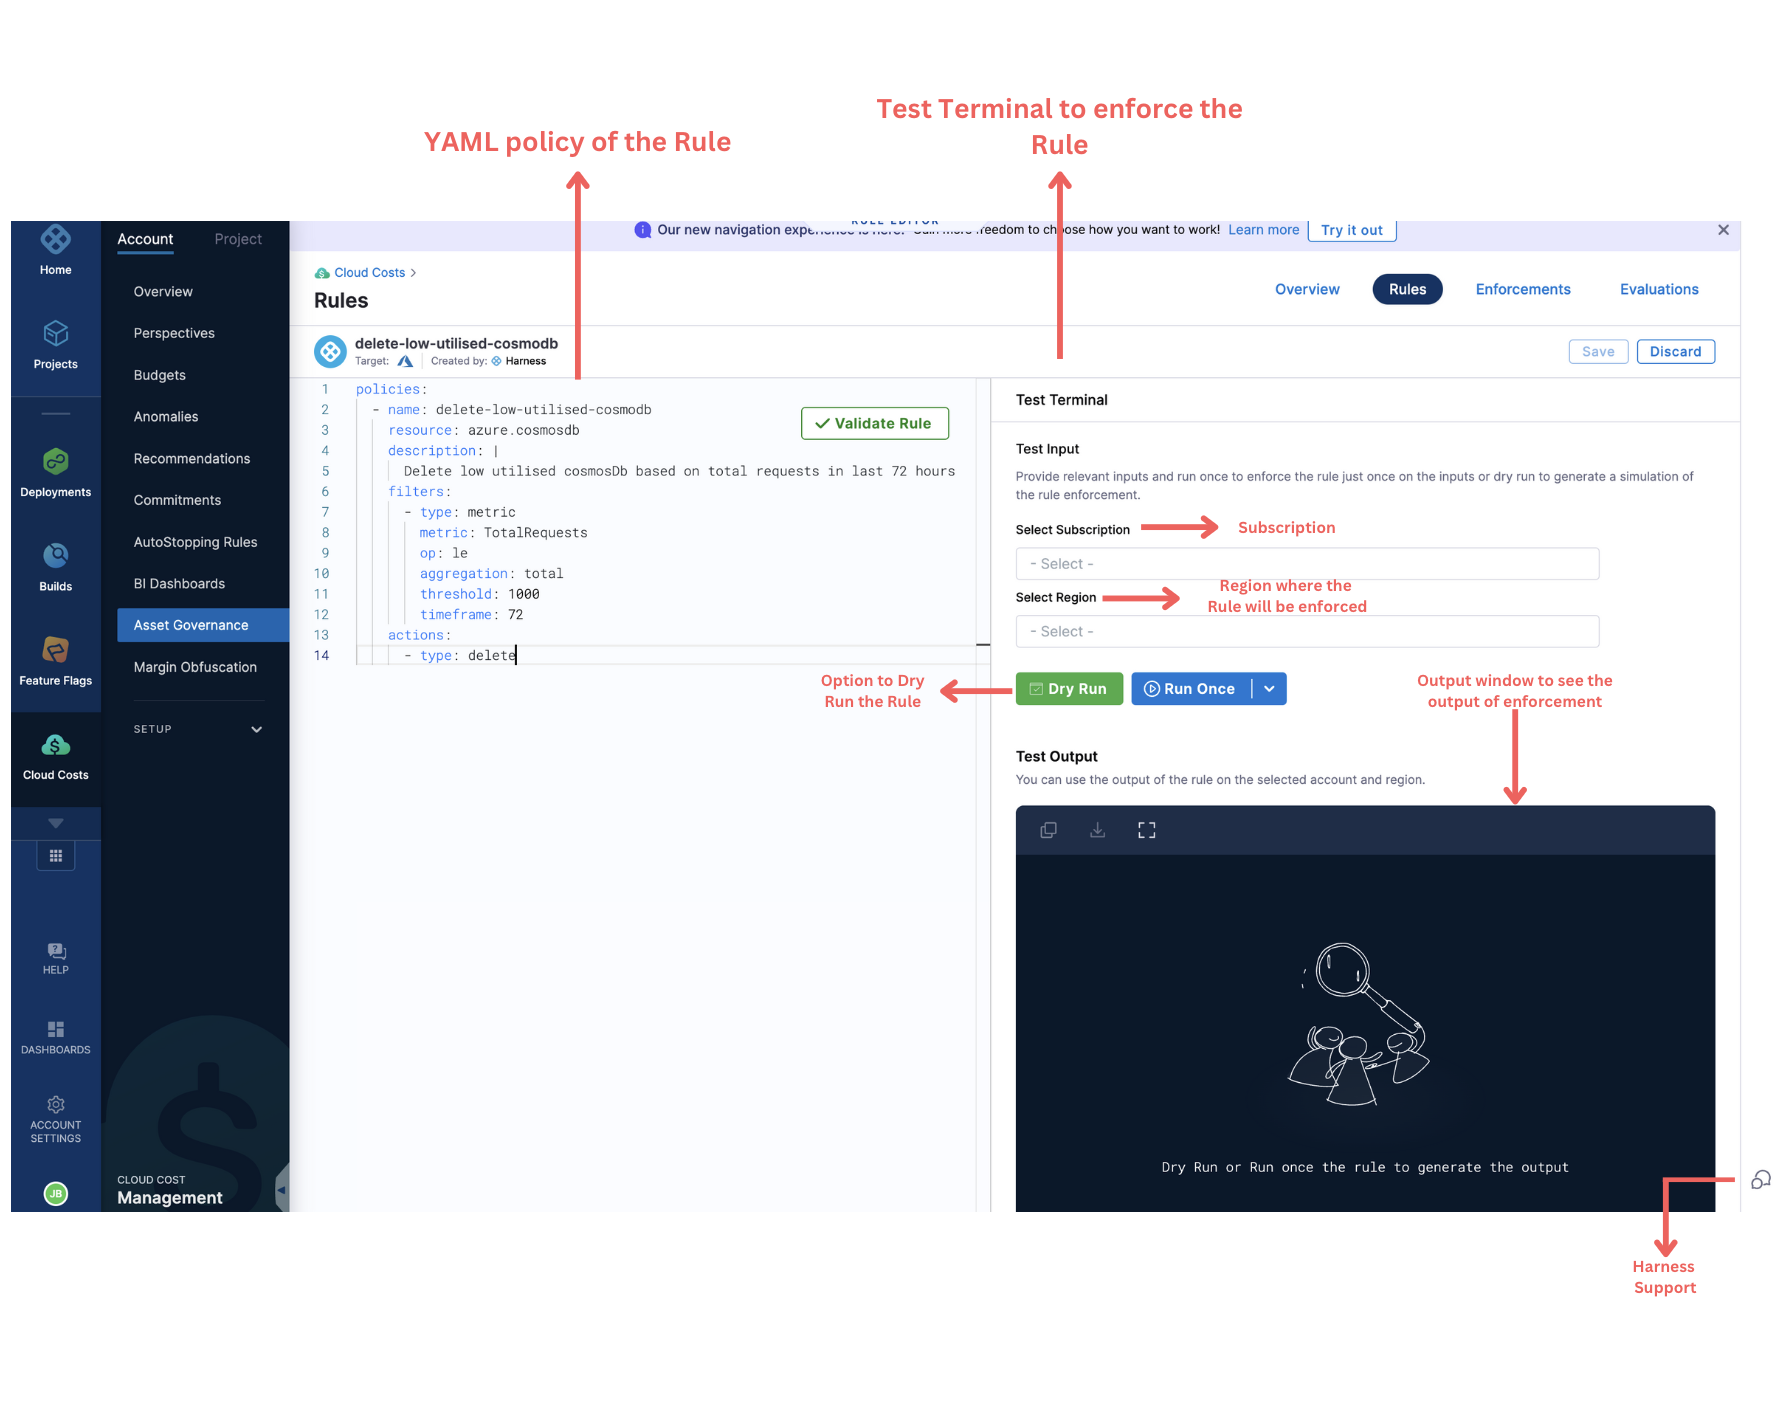 YAML policy of the Rule
Test Terminal to enforce the
Rule
Home
Projects
Deployments
Builds
Feature Flags
Cloud Costs
HELP
DASHBOARDS
ACCOUNT
SETTINGS
JB
Account
Project
Overview
Perspectives
Budgets
Anomalies
Recommendations
Commitments
AutoStopping Rules
BI Dashboards
Asset Governance
Margin Obfuscation
SETUP
CLOUD COST
Management
RULE EDITOR
Our new navigation experience is here! Gain more freedom to choose how you want to work! Learn more
Try it out
Cloud Costs >
Rules
Overview
Rules
Enforcements
Evaluations
delete-low-utilised-cosmodb
Target:
Created by: Harness
Save
Discard
1 policies:
2 - name: delete-low-utilised-cosmodb
3 resource: azure.cosmosdb
4 description: |
5 Delete low utilised cosmosDb based on total requests in last 72 hours
6 filters:
7 - type: metric
8 metric: TotalRequests
9 op: le
10 aggregation: total
11 threshold: 1000
12 timeframe: 72
13 actions:
14 - type: delete
Validate Rule
Test Terminal
Test Input
Provide relevant inputs and run once to enforce the rule just once on the inputs or dry run to generate a simulation of
the rule enforcement.
Select Subscription
Subscription
- Select -
Select Region
Region where the
Rule will be enforced
- Select -
Option to Dry
Run the Rule
Dry Run
Run Once
Output window to see the
output of enforcement
Test Output
You can use the output of the rule on the selected account and region.
Dry Run or Run once the rule to generate the output
Harness
Support